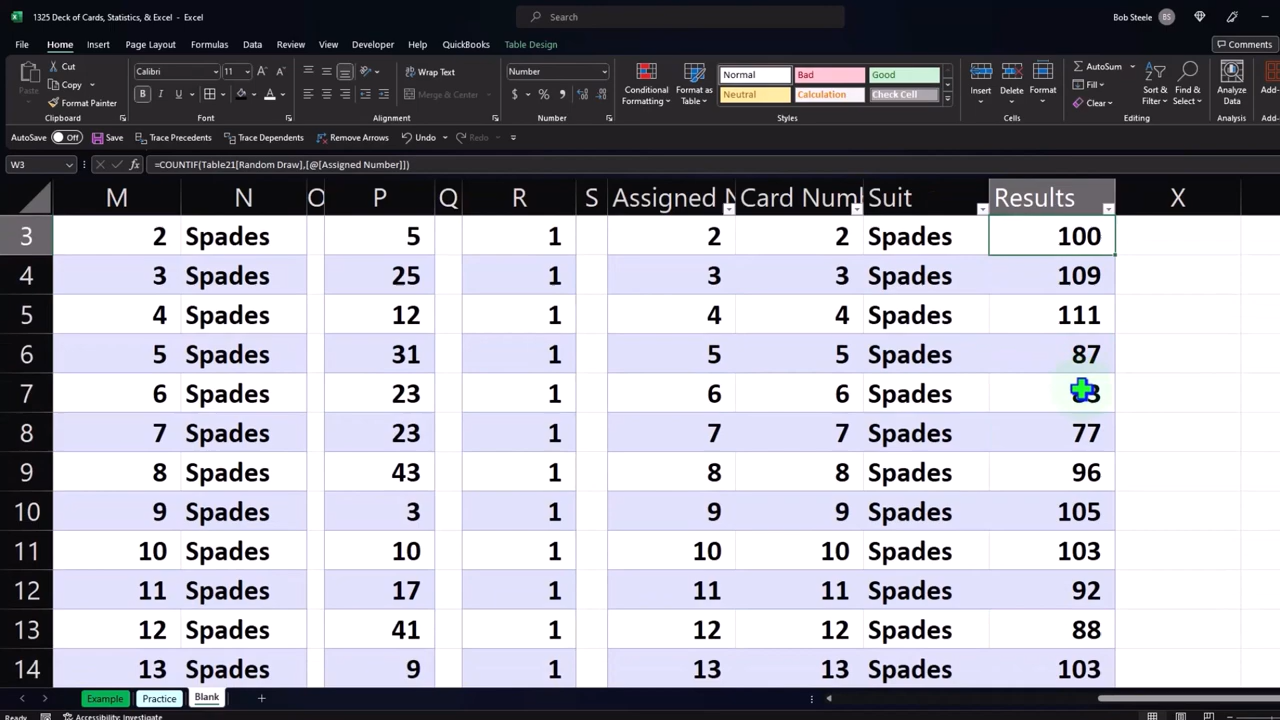 1325 Deck of Cards, Statistics, & Excel - Excel
Search
Bob Steele BS
File Home Insert Page Layout Formulas Data Review View Developer Help QuickBooks Table Design Comments
Cut
Copy
Format Painter
Paste
Clipboard
Calibri 11
B I U
Font
Wrap Text
Merge & Center
Alignment
Number
$ %
Number
Conditional Formatting
Format as Table
Normal Bad Good
Neutral Calculation Check Cell
Styles
Insert Delete Format
Cells
AutoSum
Fill
Clear
Sort & Filter
Find & Select
Editing
Analyze Data
Analysis
Add-
AutoSave Off Save Trace Precedents Trace Dependents Remove Arrows Undo Redo
W3 fx =COUNTIF(Table21[Random Draw],[@[Assigned Number]])
M N O P Q R S Assigned N Card Num Suit Results X
3 2 Spades 5 1 2 2 Spades 100
4 3 Spades 25 1 3 3 Spades 109
5 4 Spades 12 1 4 4 Spades 111
6 5 Spades 31 1 5 5 Spades 87
7 6 Spades 23 1 6 6 Spades
8 7 Spades 23 1 7 7 Spades 77
9 8 Spades 43 1 8 8 Spades 96
10 9 Spades 3 1 9 9 Spades 105
11 10 Spades 10 1 10 10 Spades 103
12 11 Spades 17 1 11 11 Spades 92
13 12 Spades 41 1 12 12 Spades 88
14 13 Spades 9 1 13 13 Spades 103
Example Practice Blank
Ready Accessibility: Investigate